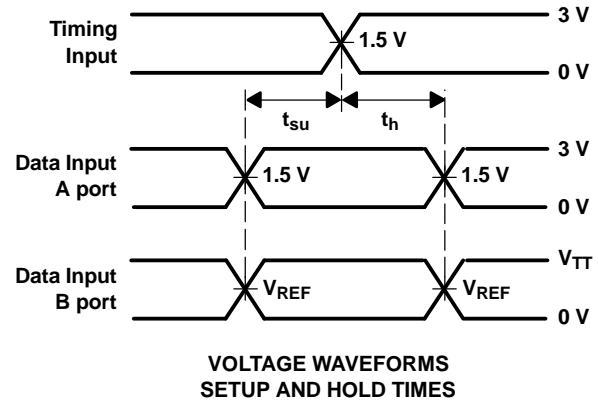 Timing
Input
3 V
1.5 V
0 V
tsu
th
Data Input
A port
3 V
1.5 V
1.5 V
0 V
Data Input
B port
VTT
VREF
VREF
0 V
VOLTAGE WAVEFORMS
SETUP AND HOLD TIMES